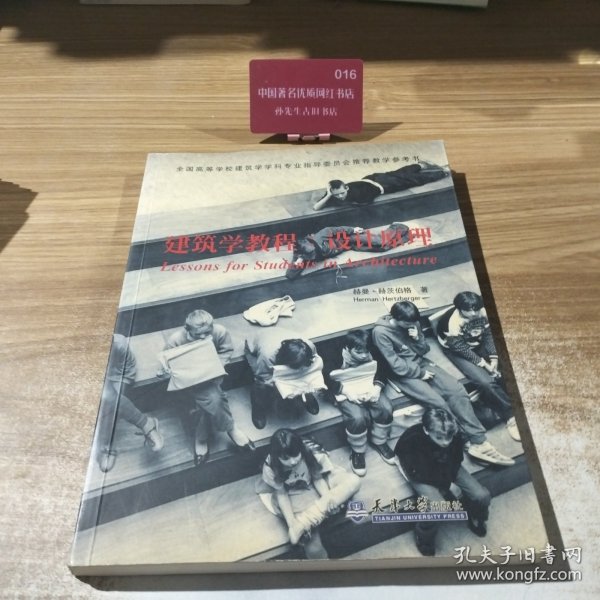 016
中国著名优质网红书店
孙先生古旧书店
全国高等学校建筑学学科专业指导委员会推荐教学参考书
建筑学教程：设计原理
Lessons for Students in Architecture
赫曼·赫茨伯格 著
Herman Hertzberger
天津大学出版社
TIANJIN UNIVERSITY PRESS
孔夫子旧书网
www.kongfz.com